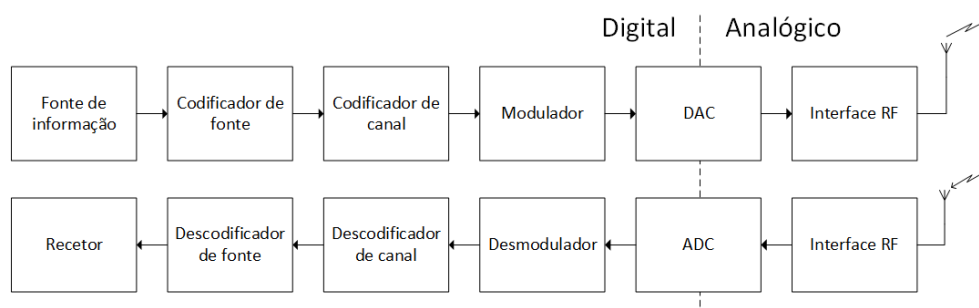 Digital
Analógico
Fonte de
informação
Codificador de
fonte
Codificador de
canal
Modulador
DAC
Interface RF
Recetor
Descodificador
de fonte
Descodificador
de canal
Desmodulador
ADC
Interface RF